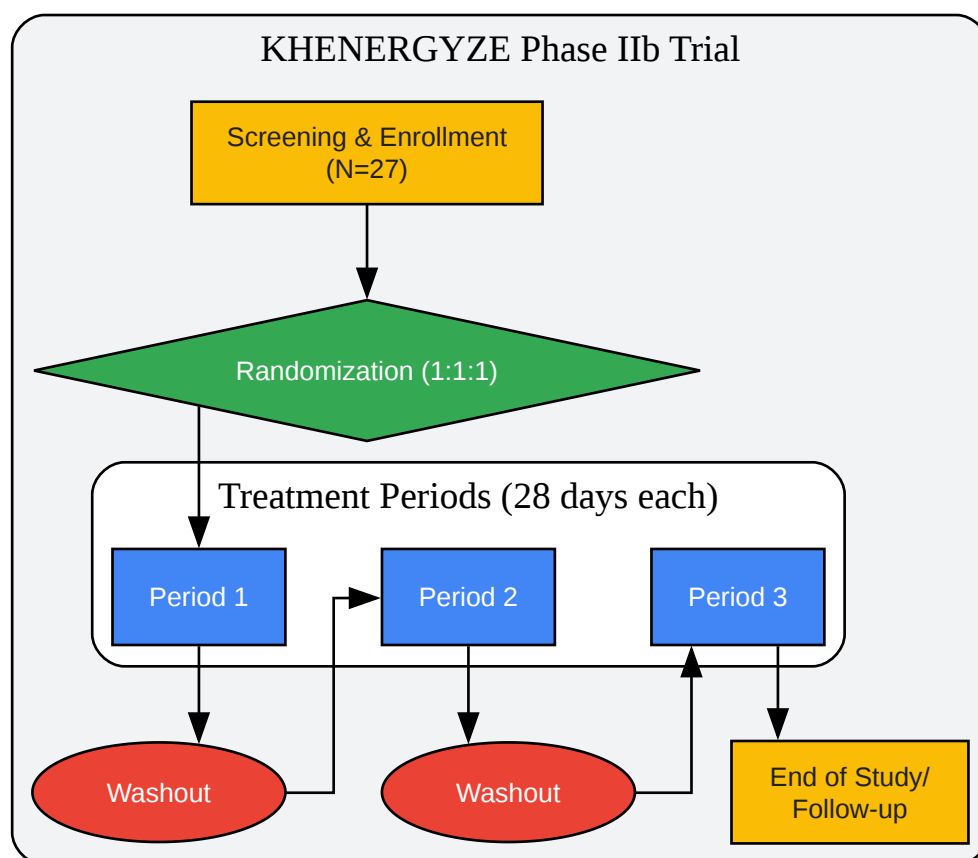 KHENERGYZE Phase IIb Trial
Screening & Enrollment
(N=27)
Randomization (1:1:1)
Treatment Periods (28 days each)
Period 1
Period 2
Period 3
Washout
Washout
End of Study/
Follow-up